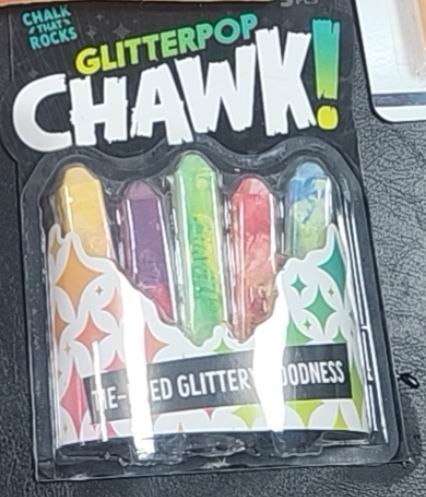 CHALK
THAT
ROCKS
GLITTERPOP
CHAWK!
GLITTERY